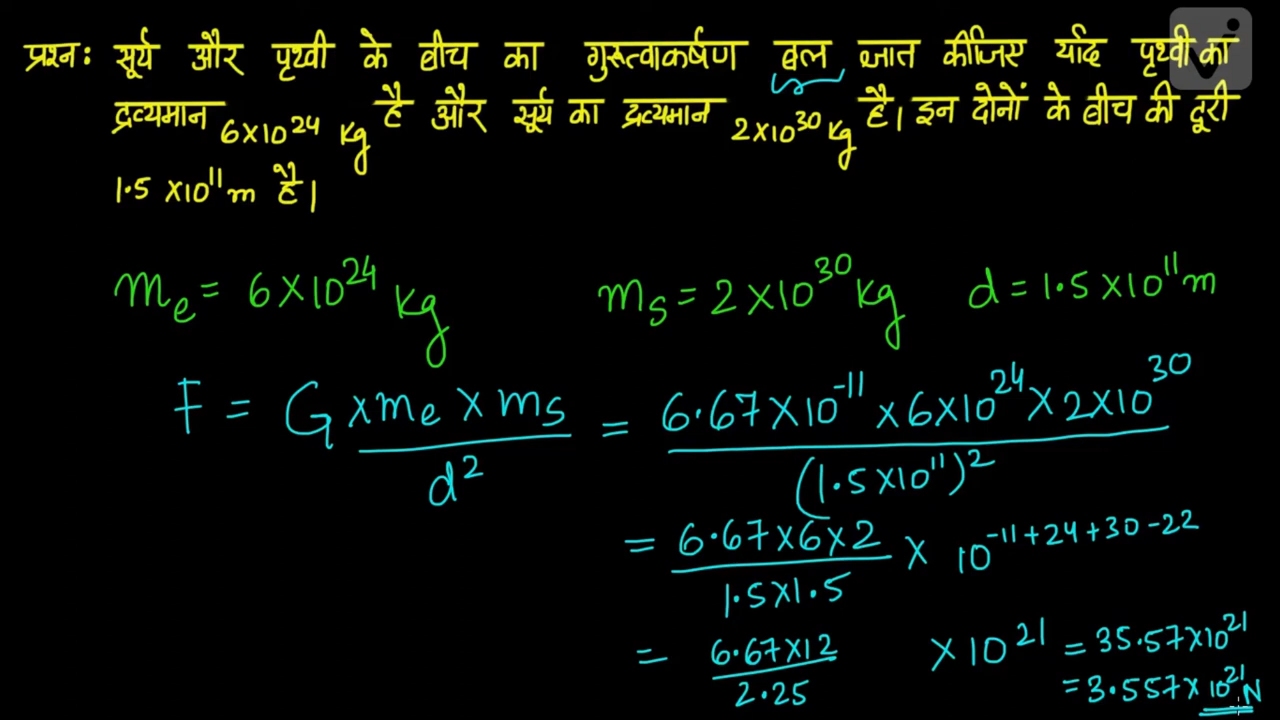 प्रश्न: सूर्य और पृथ्वी के बीच का गुरुत्वाकर्षण बल ज्ञात कीजिए यदि पृथ्वी का
द्रव्यमान 6×10²⁴ kg है और सूर्य का द्रव्यमान 2×10³⁰ kg है। इन दोनों के बीच की दूरी
1.5 ×10¹¹ m है।
mₑ = 6×10²⁴ kg mₛ = 2×10³⁰ kg d = 1.5×10¹¹ m
F = G×mₑ×mₛ/d² = 6.67×10⁻¹¹×6×10²⁴×2×10³⁰/(1.5×10¹¹)²
= 6.67×6×2/1.5×1.5 × 10⁻¹¹⁺²⁴⁺³⁰⁻²²
= 6.67×12/2.25 ×10²¹ = 35.57×10²¹
= 3.557×10²¹ N